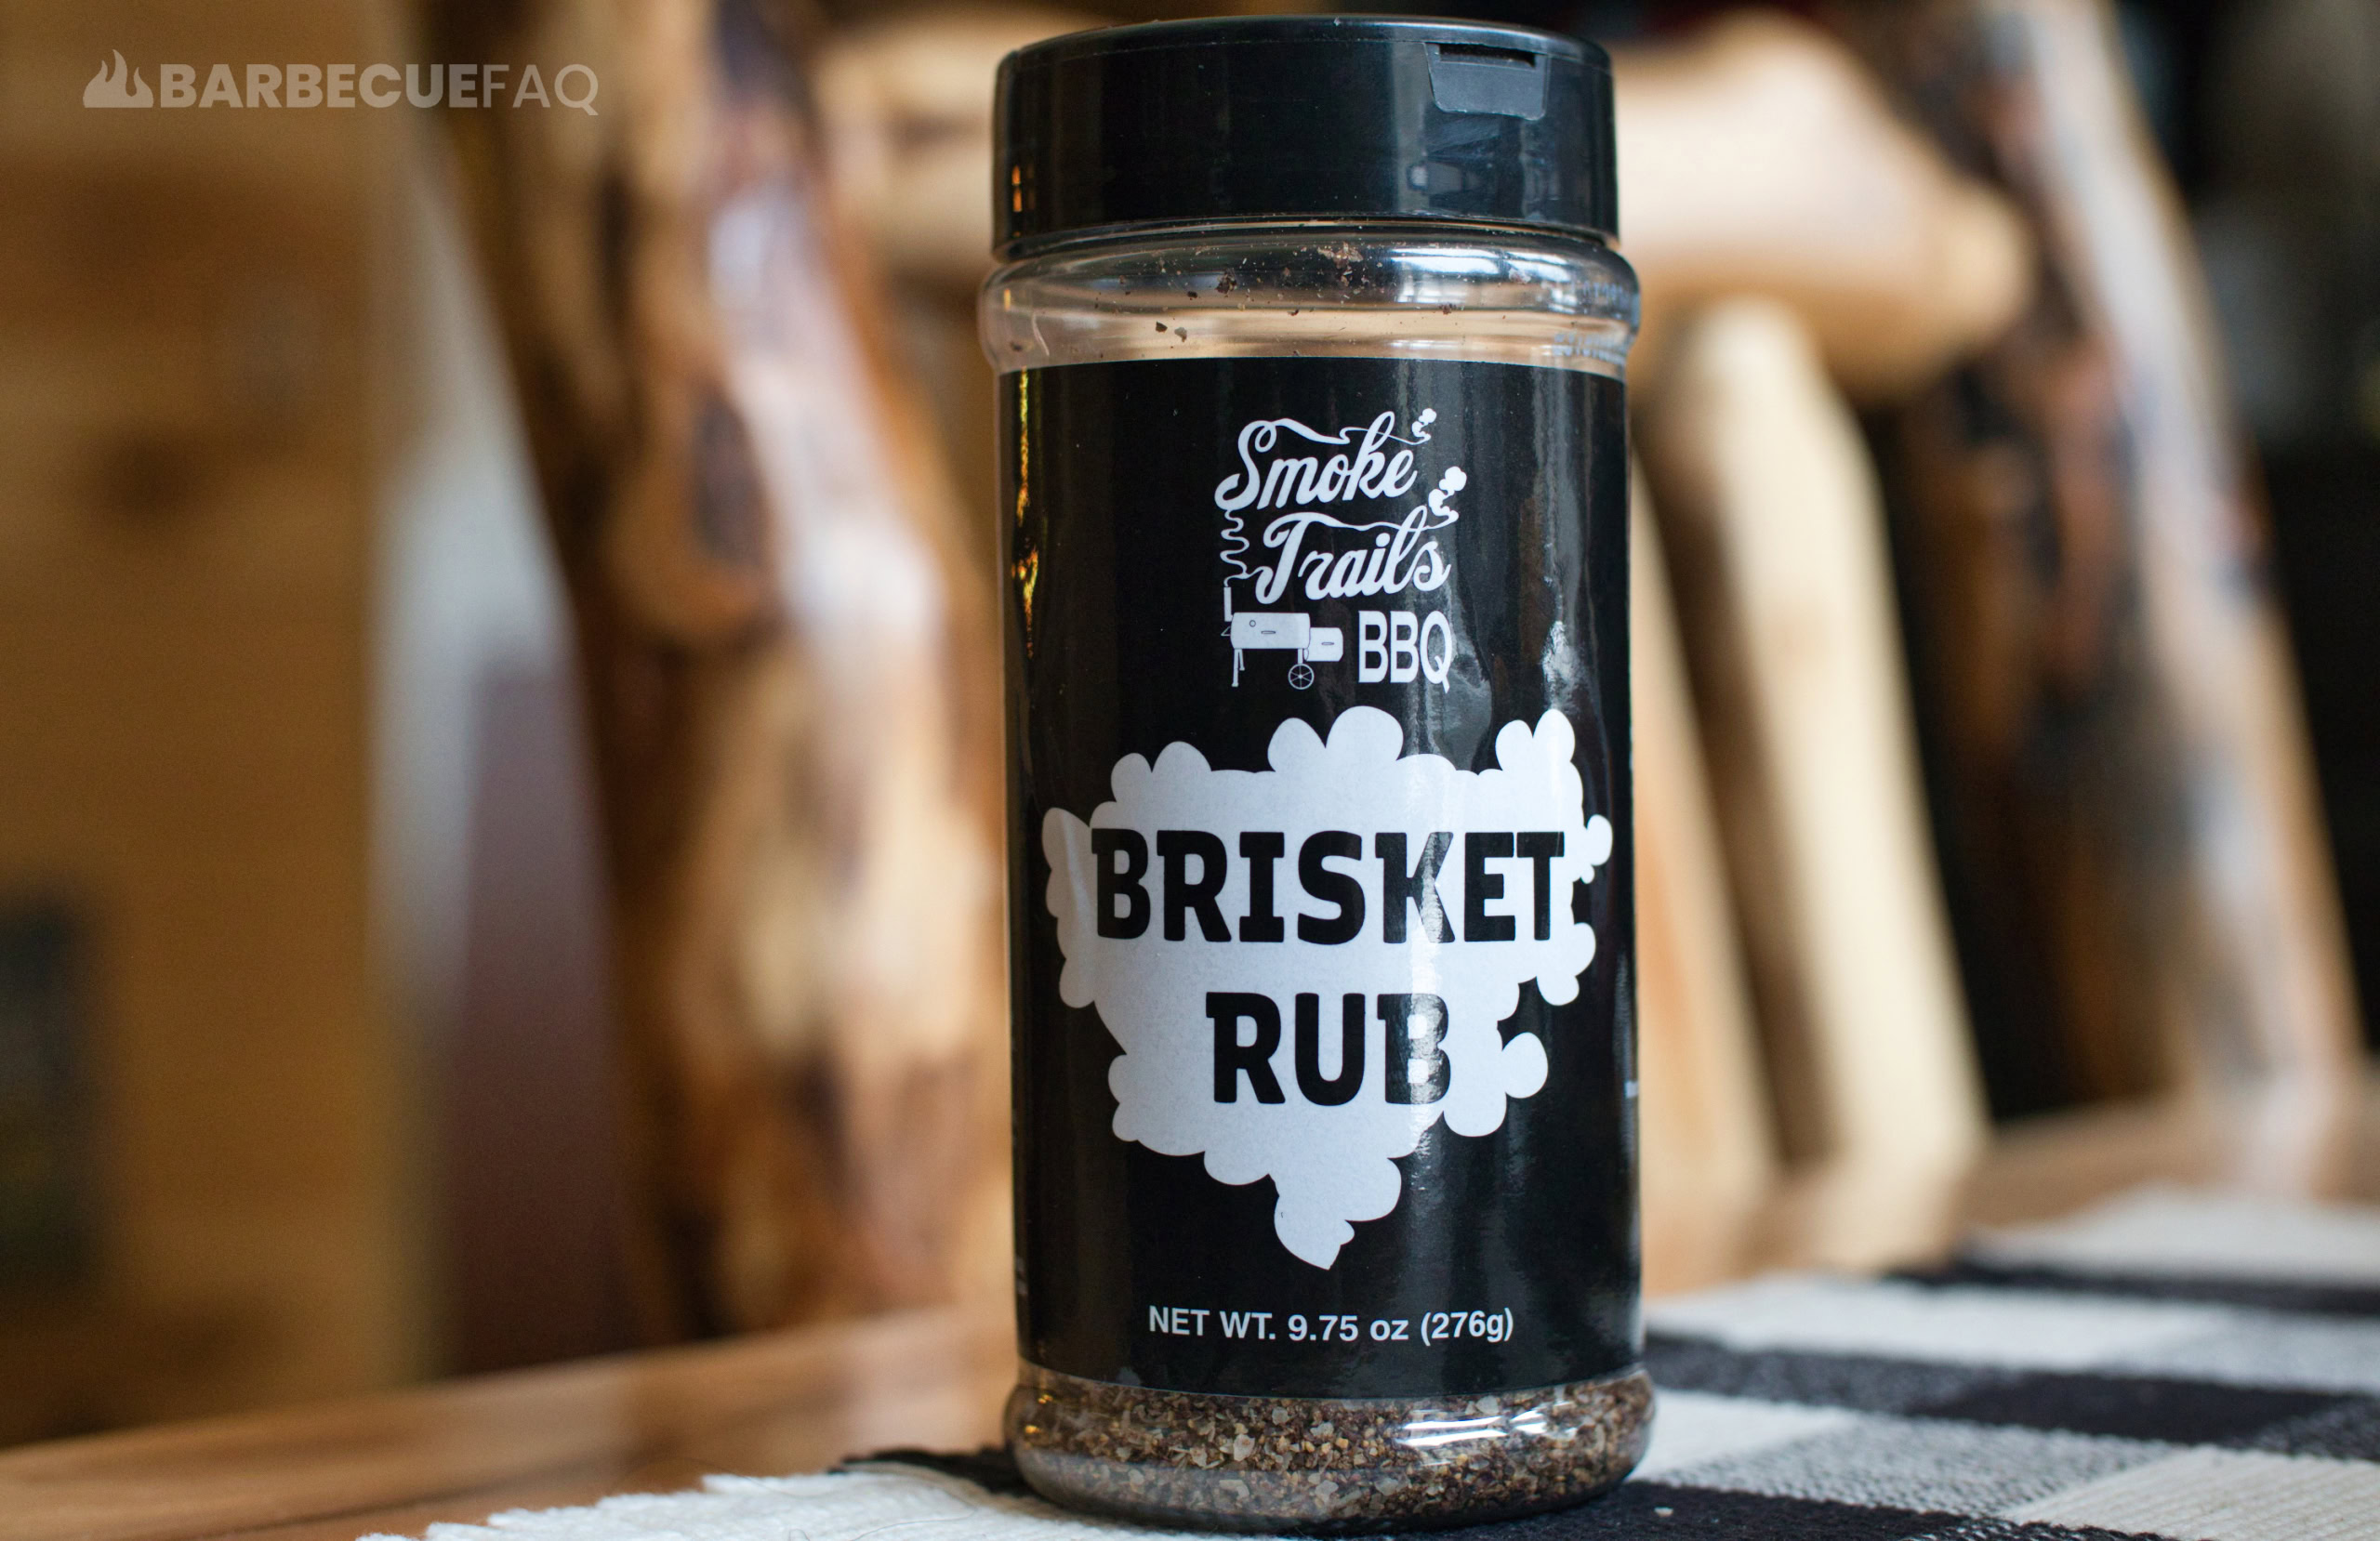 BARBECUEFAQ
Smoke
Trails
BBQ
BRISKET
RUB
NET WT. 9.75 oz (276g)